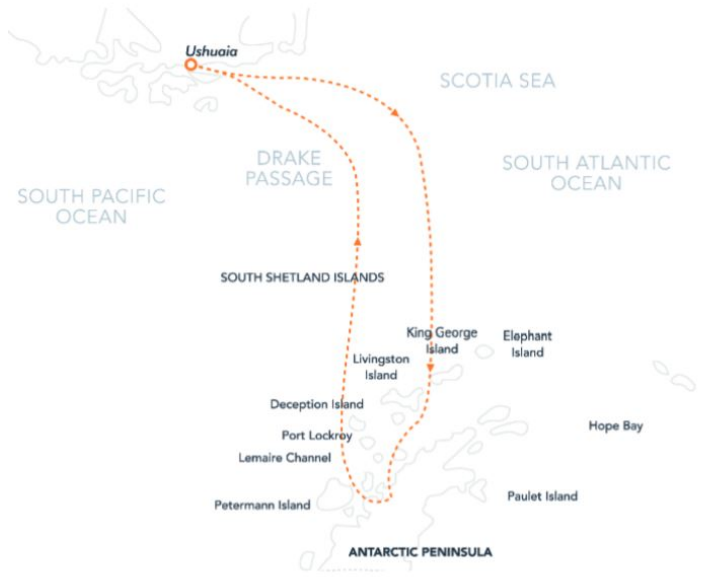 Ushuaia
SCOTIA SEA
DRAKE
PASSAGE
SOUTH ATLANTIC
OCEAN
SOUTH PACIFIC
OCEAN
SOUTH SHETLAND ISLANDS
King George
Island
Elephant
Island
Livingston
Island
Deception Island
Hope Bay
Port Lockroy
Lemaire Channel
Petermann Island
Paulet Island
ANTARCTIC PENINSULA